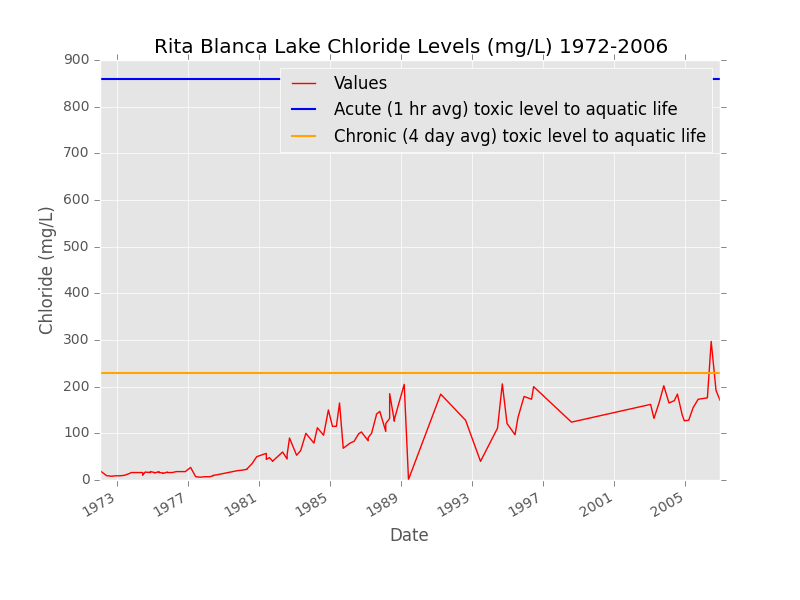 Rita Blanca Lake Chloride Levels (mg/L) 1972-2006
900
800
700
600
500
400
300
200
100
0
Chloride (mg/L)
Values
Acute (1 hr avg) toxic level to aquatic life
Chronic (4 day avg) toxic level to aquatic life
1973 1977 1981 1985 1989 1993 1997 2001 2005
Date